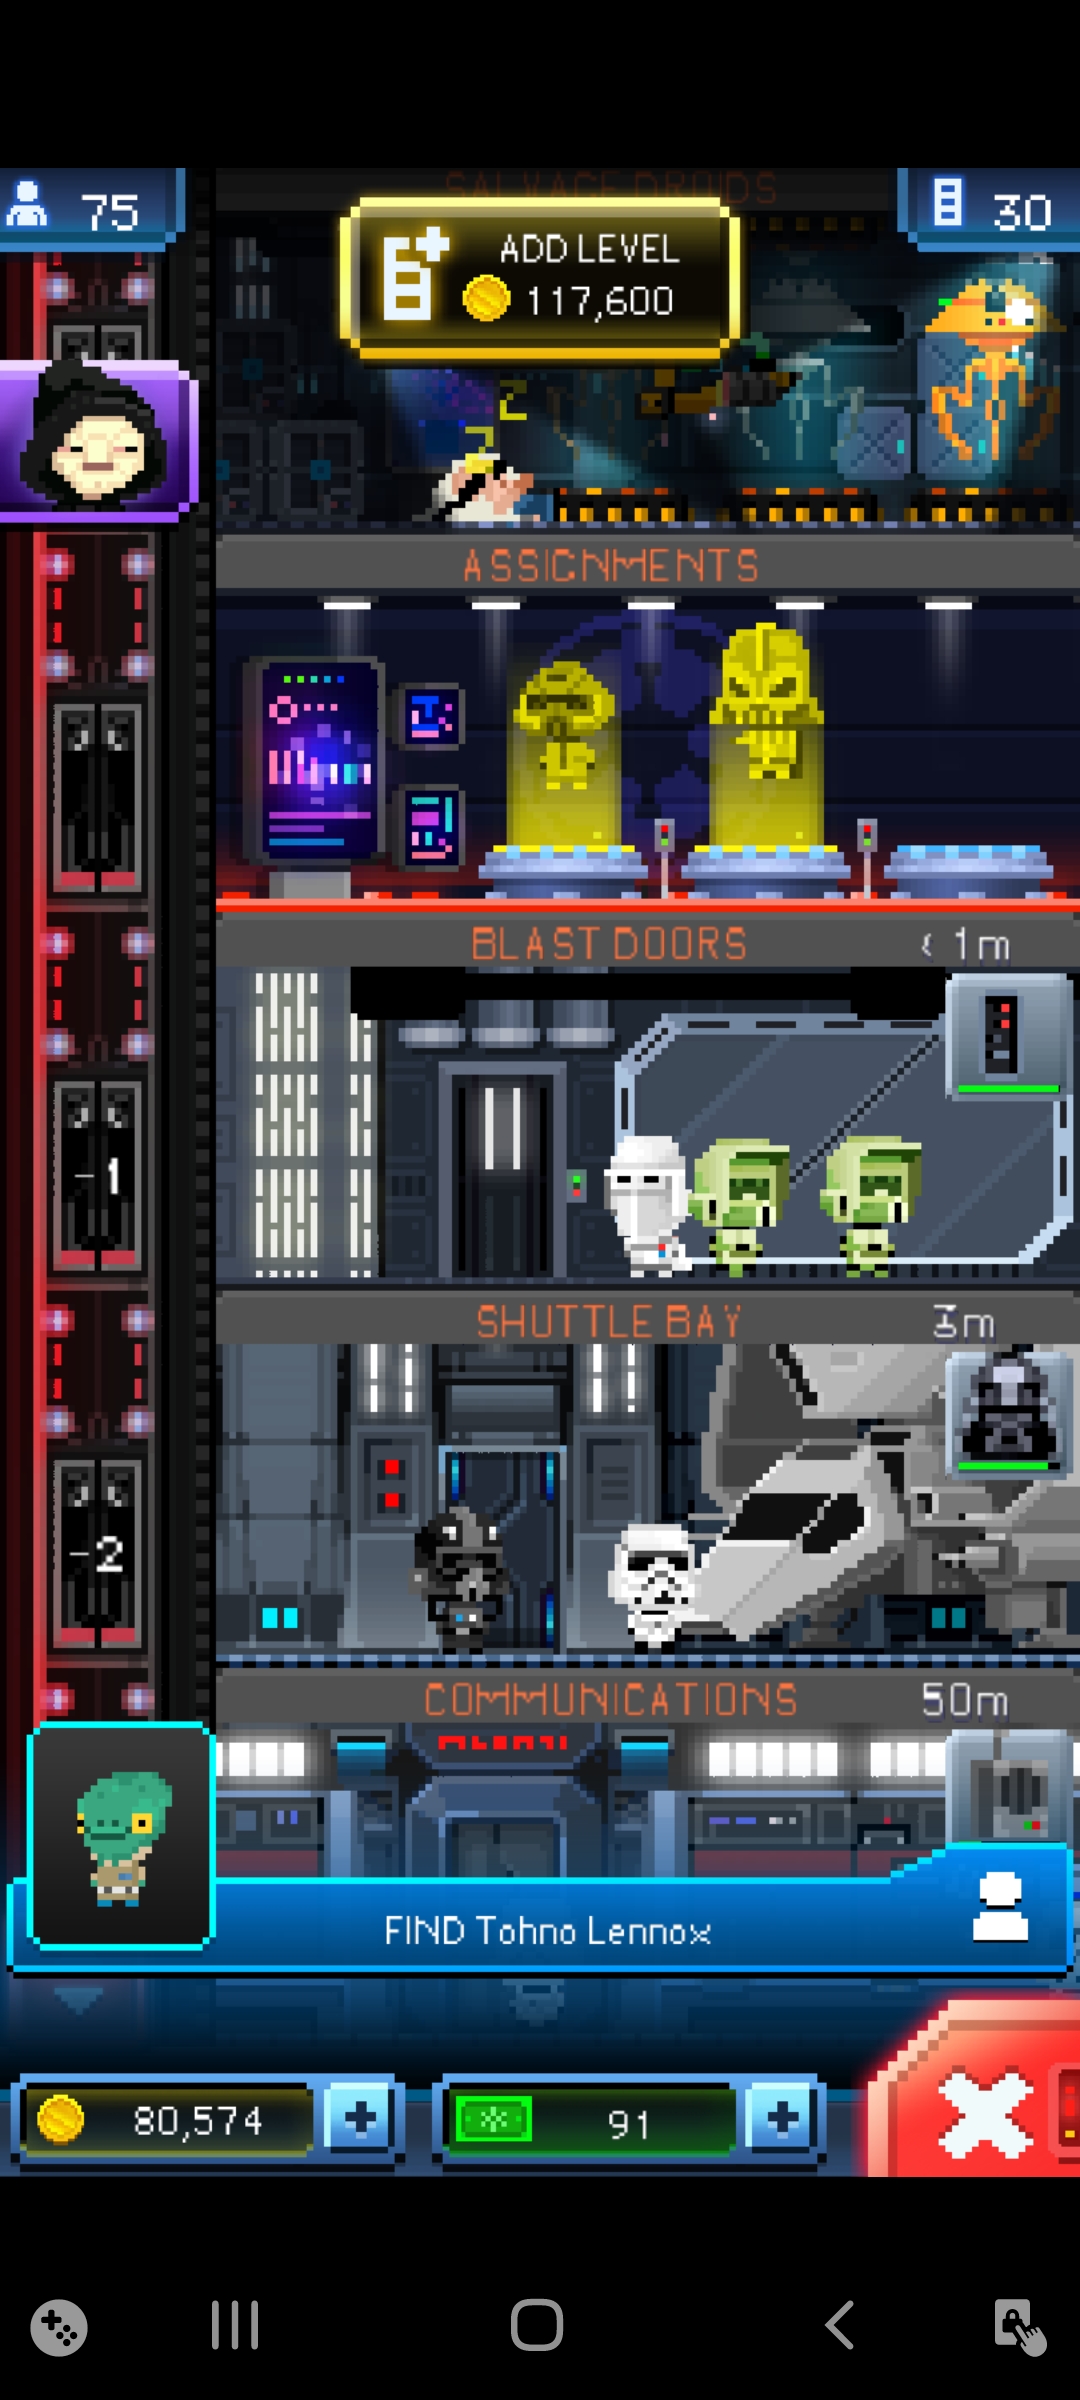 SALVAGE DROIDS
75
ADD LEVEL
117,600
30
ASSIGNMENTS
BLAST DOORS
< 1m
-1
SHUTTLE BAY
-2
COMMUNICATIONS
50m
FIND Tohno Lennox
80,574
91